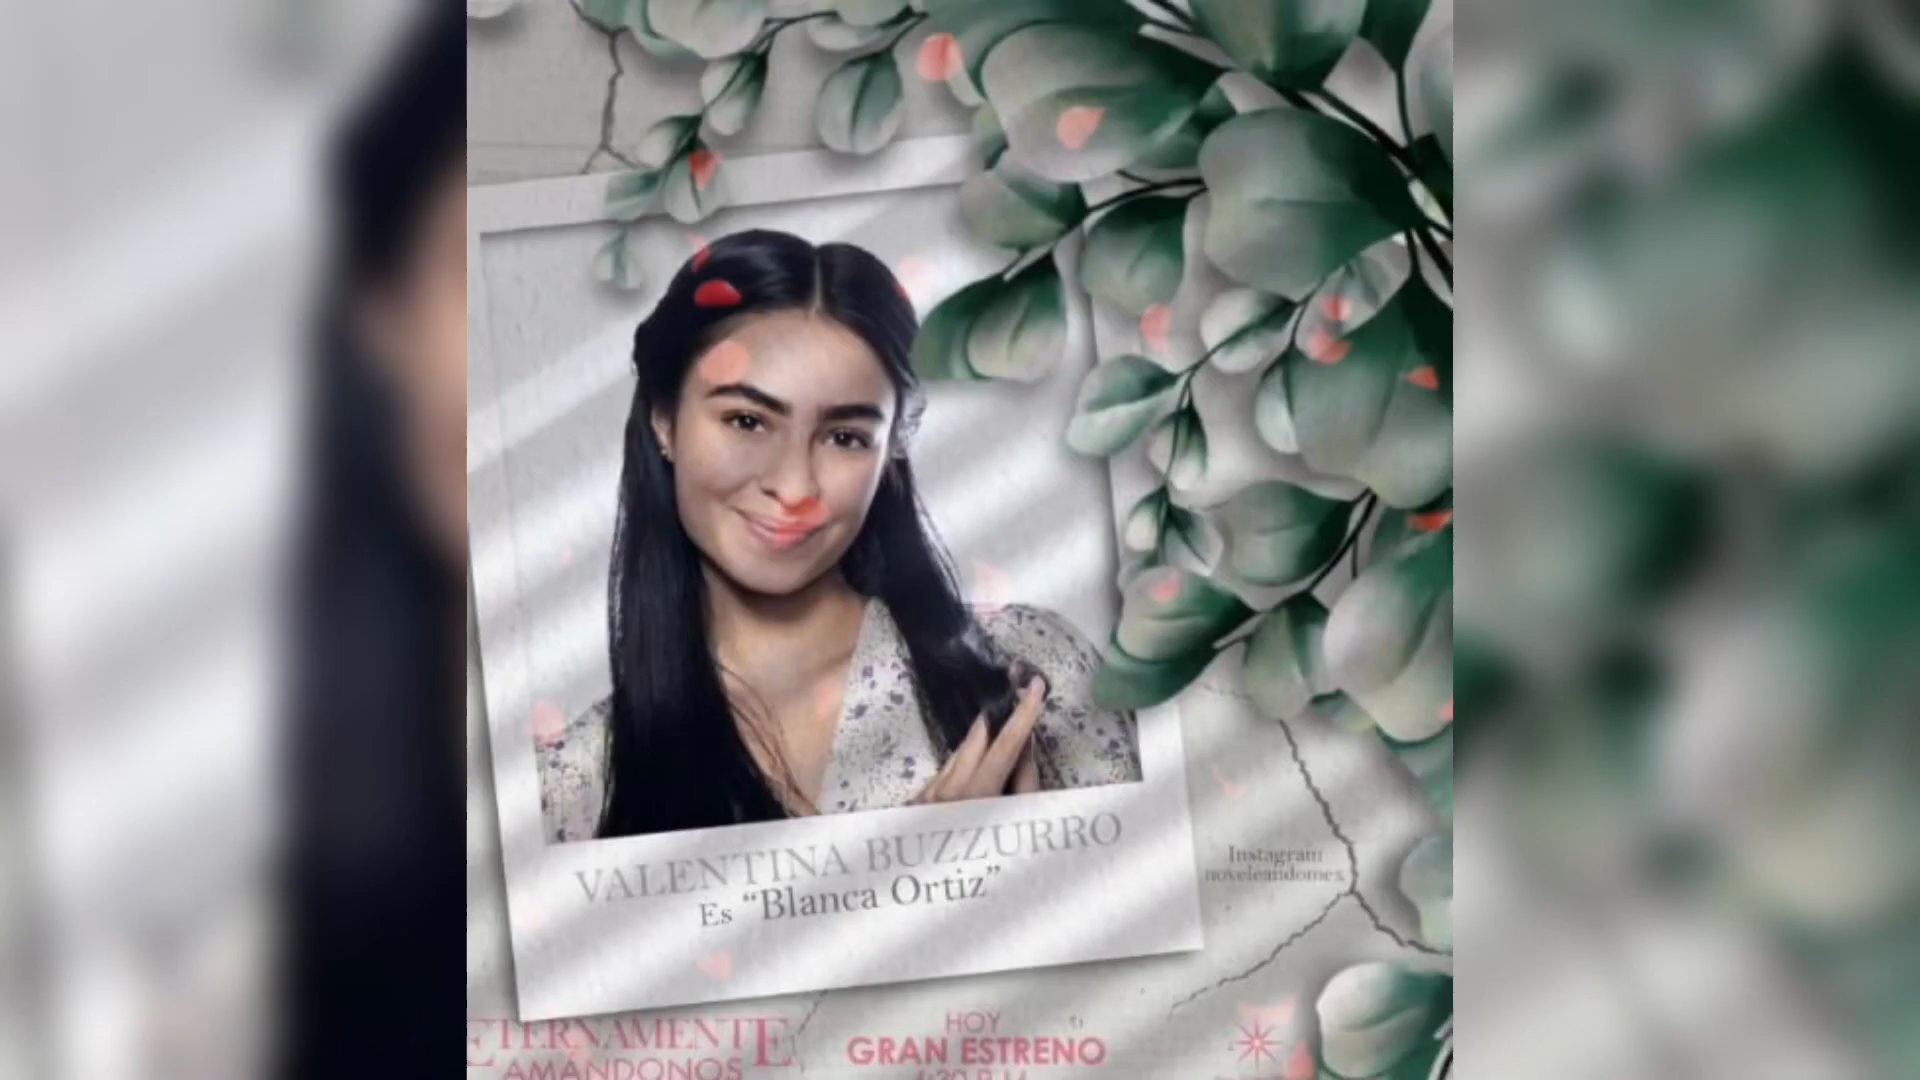 VALENTINA BUZZURRO
Es “Blanca Ortiz”
Instagram
noveleandomex
ETERNAMENTE
AMÁNDONOS
HOY
GRAN ESTRENO